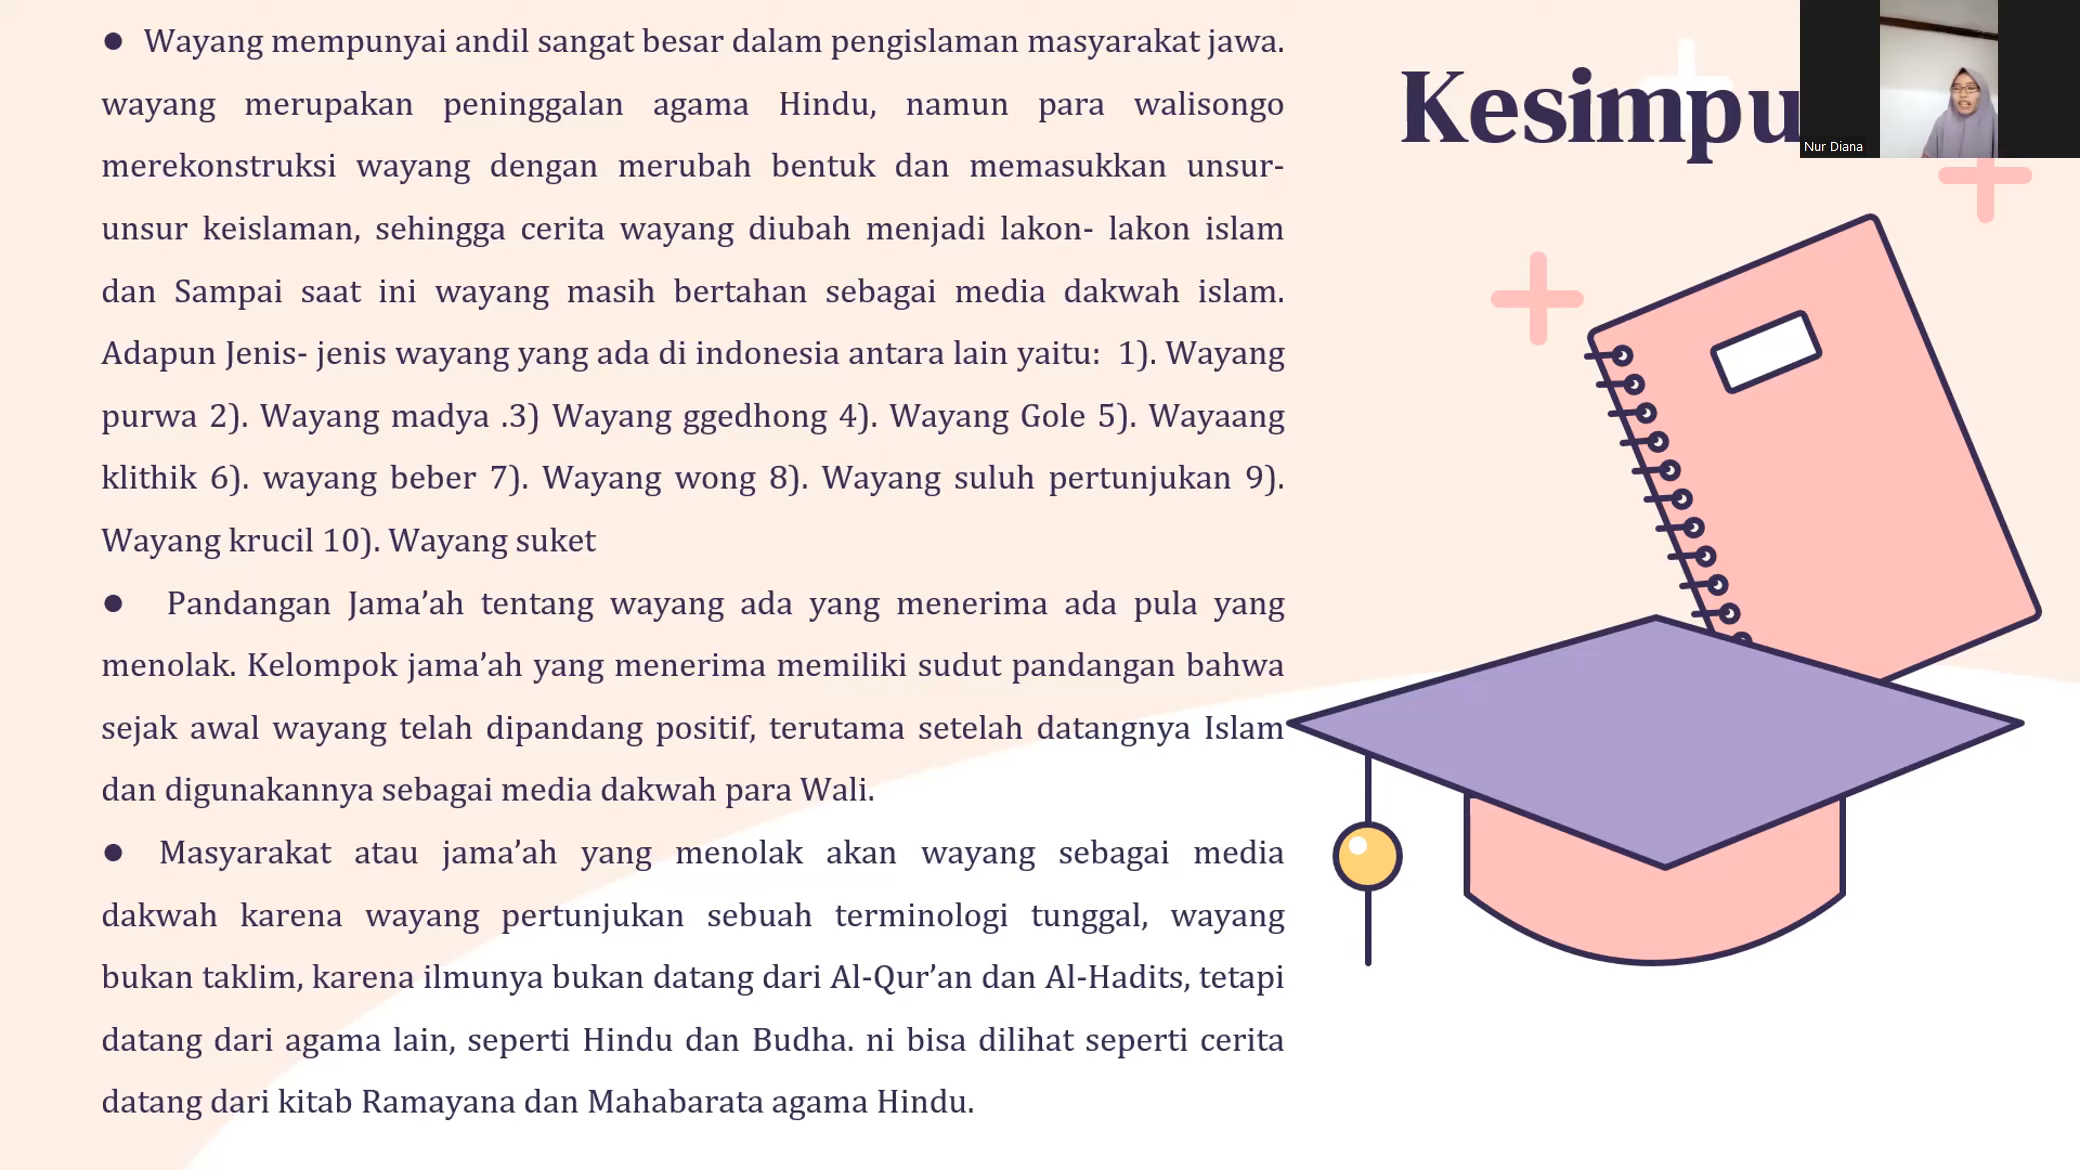 ● Wayang mempunyai andil sangat besar dalam pengislaman masyarakat jawa.
wayang merupakan peninggalan agama Hindu, namun para walisongo
merekonstruksi wayang dengan merubah bentuk dan memasukkan unsur-
unsur keislaman, sehingga cerita wayang diubah menjadi lakon- lakon islam
dan Sampai saat ini wayang masih bertahan sebagai media dakwah islam.
Adapun Jenis- jenis wayang yang ada di indonesia antara lain yaitu: 1). Wayang
purwa 2). Wayang madya .3) Wayang ggedhong 4). Wayang Gole 5). Wayaang
klithik 6). wayang beber 7). Wayang wong 8). Wayang suluh pertunjukan 9).
Wayang krucil 10). Wayang suket
● Pandangan Jama’ah tentang wayang ada yang menerima ada pula yang
menolak. Kelompok jama’ah yang menerima memiliki sudut pandangan bahwa
sejak awal wayang telah dipandang positif, terutama setelah datangnya Islam
dan digunakannya sebagai media dakwah para Wali.
● Masyarakat atau jama’ah yang menolak akan wayang sebagai media
dakwah karena wayang pertunjukan sebuah terminologi tunggal, wayang
bukan taklim, karena ilmunya bukan datang dari Al-Qur’an dan Al-Hadits, tetapi
datang dari agama lain, seperti Hindu dan Budha. ni bisa dilihat seperti cerita
datang dari kitab Ramayana dan Mahabarata agama Hindu.
Kesimpu
Nur Diana